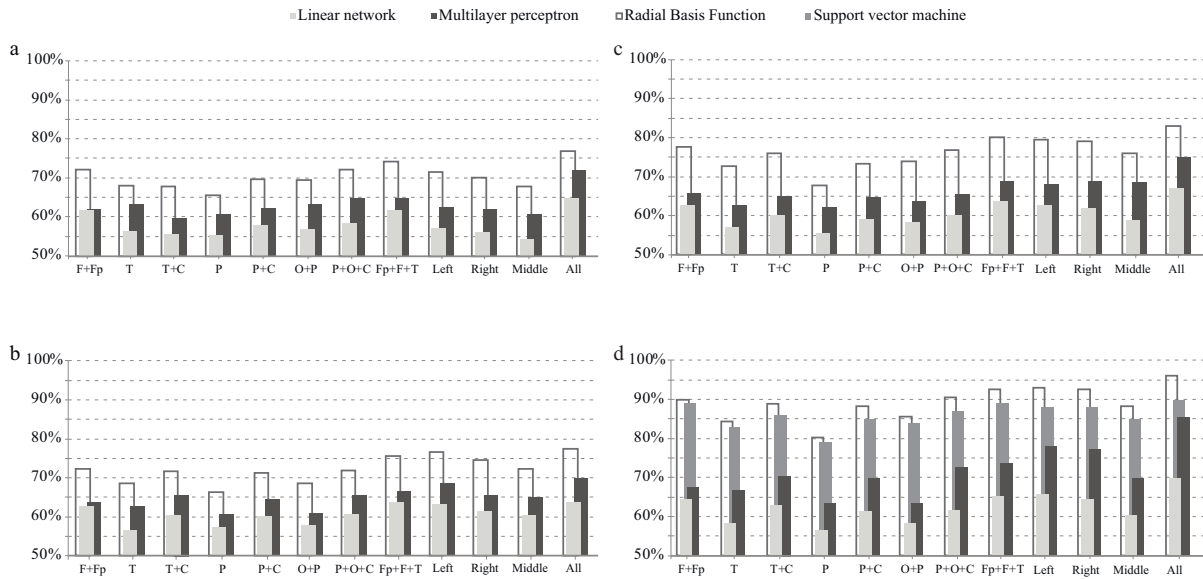 Linear network Multilayer perceptron Radial Basis Function Support vector machine
a
100%
90%
80%
70%
60%
50%
F+Fp T T+C P P+C O+P P+O+C Fp+F+T Left Right Middle All
c
100%
90%
80%
70%
60%
50%
F+Fp T T+C P P+C O+P P+O+C Fp+F+T Left Right Middle All
b
100%
90%
80%
70%
60%
50%
F+Fp T T+C P P+C O+P P+O+C Fp+F+T Left Right Middle All
d
100%
90%
80%
70%
60%
50%
F+Fp T T+C P P+C O+P P+O+C Fp+F+T Left Right Middle All